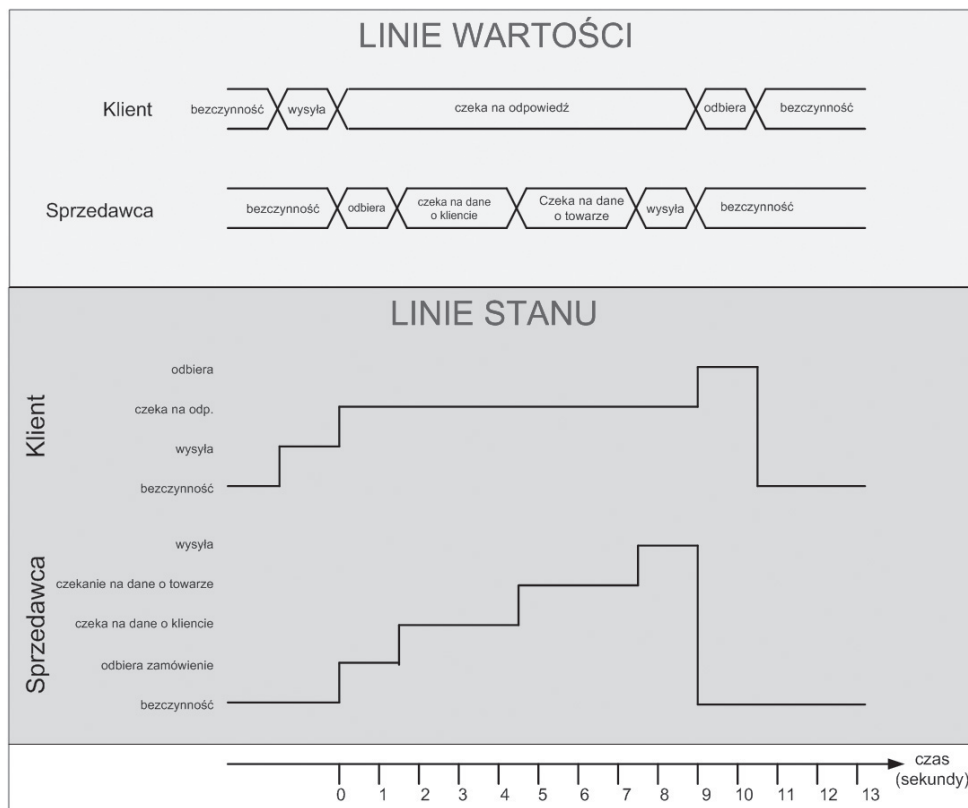 LINIE WARTOŚCI
Klient
bezczynność
wysyła
czeka na odpowiedź
odbiera
bezczynność
Sprzedawca
bezczynność
odbiera
czeka na dane
o kliencie
Czeka na dane
o towarze
wysyła
bezczynność
LINIE STANU
Klient
odbiera
czeka na odp.
wysyła
bezczynność
Sprzedawca
wysyła
czekanie na dane o towarze
czeka na dane o kliencie
odbiera zamówienie
bezczynność
0 1 2 3 4 5 6 7 8 9 10 11 12 13
czas
(sekundy)